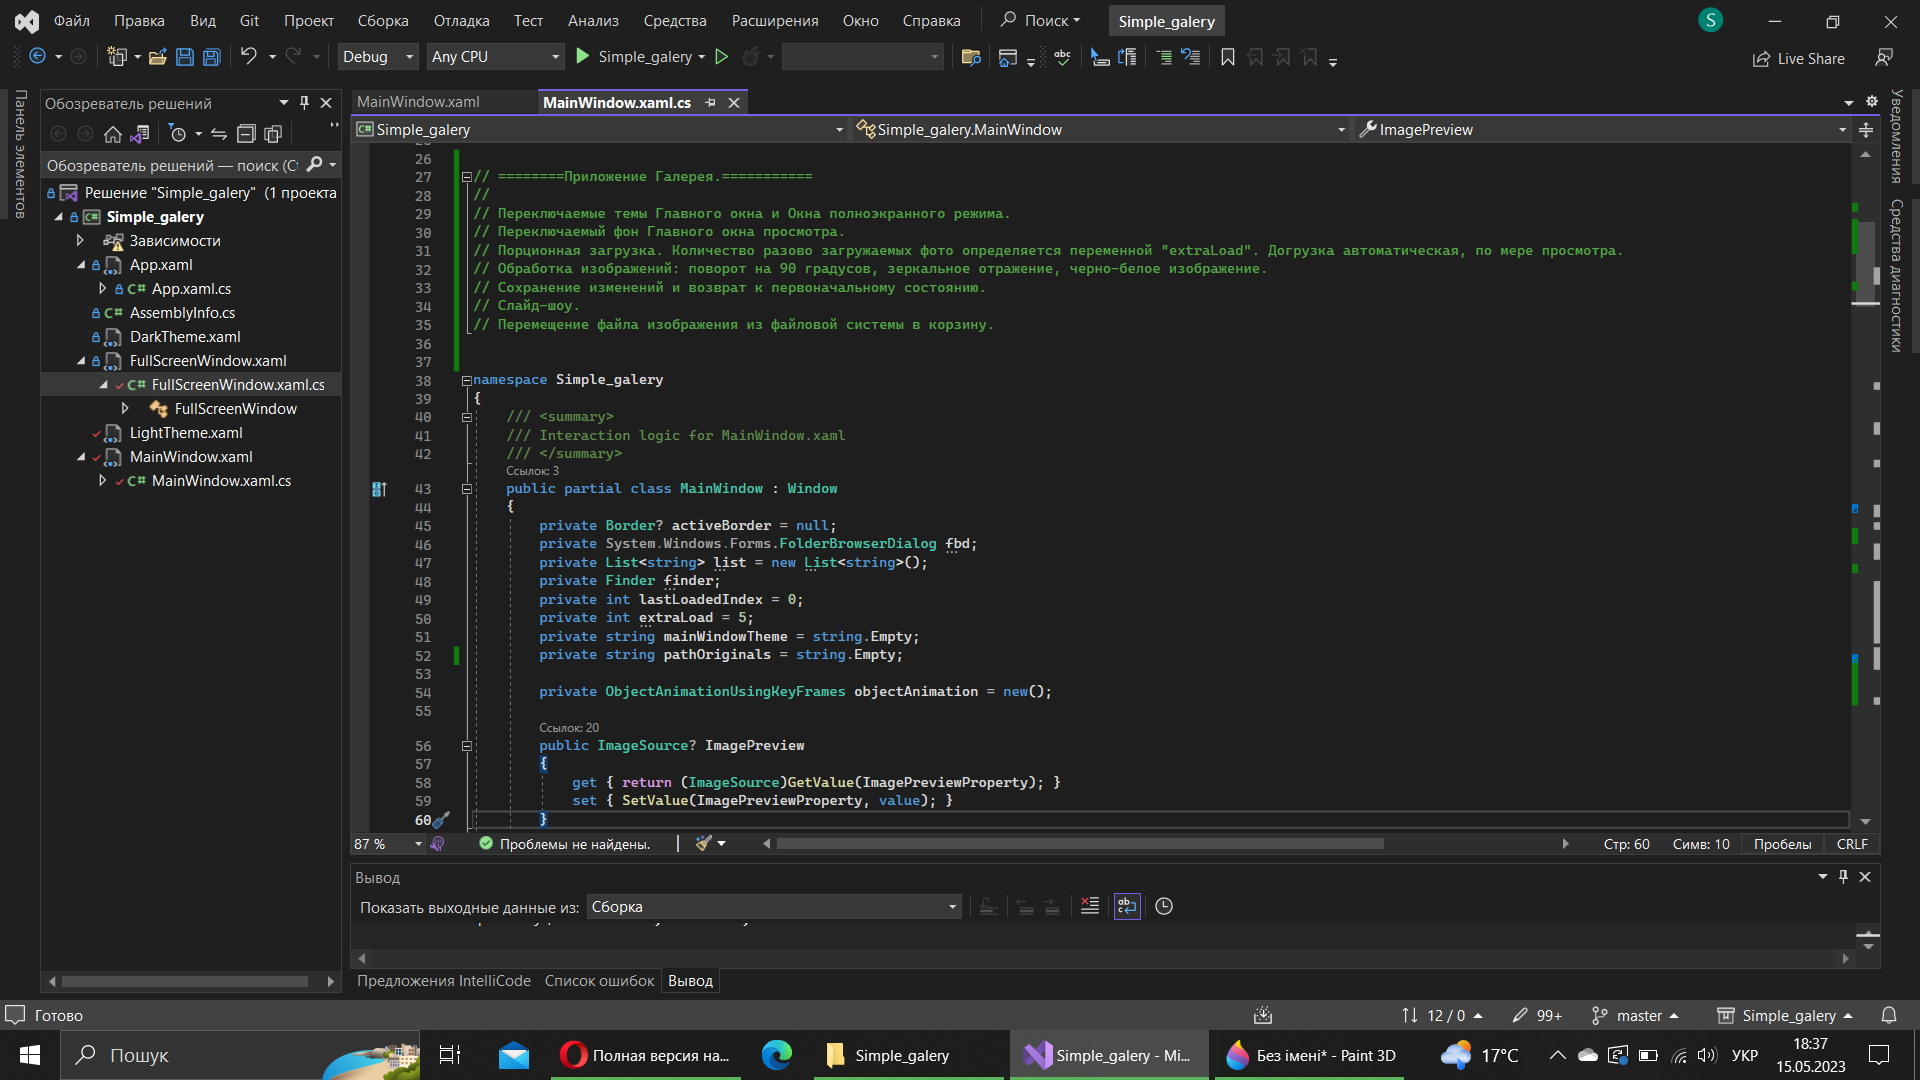 Файл Правка Вид Git Проект Сборка Отладка Тест Анализ Средства Расширения Окно Справка Поиск Simple_galery S
Debug Any CPU Simple_galery Live Share
Панель элементов
Обозреватель решений
Обозреватель решений — поиск (Ct
Решение "Simple_galery" (1 проекта
Simple_galery
Зависимости
App.xaml
C# App.xaml.cs
C# AssemblyInfo.cs
DarkTheme.xaml
FullScreenWindow.xaml
C# FullScreenWindow.xaml.cs
FullScreenWindow
LightTheme.xaml
MainWindow.xaml
C# MainWindow.xaml.cs
MainWindow.xaml MainWindow.xaml.cs
C# Simple_galery Simple_galery.MainWindow ImagePreview
26
27 // ========Приложение Галерея.===========
28 //
29 // Переключаемые темы Главного окна и Окна полноэкранного режима.
30 // Переключаемый фон Главного окна просмотра.
31 // Порционная загрузка. Количество разово загружаемых фото определяется переменной "extraLoad". Догрузка автоматическая, по мере просмотра.
32 // Обработка изображений: поворот на 90 градусов, зеркальное отражение, черно-белое изображение.
33 // Сохранение изменений и возврат к первоначальному состоянию.
34 // Слайд-шоу.
35 // Перемещение файла изображения из файловой системы в корзину.
36
37
38 namespace Simple_galery
39 {
40 /// <summary>
41 /// Interaction logic for MainWindow.xaml
42 /// </summary>
Ссылок: 3
43 public partial class MainWindow : Window
44 {
45 private Border? activeBorder = null;
46 private System.Windows.Forms.FolderBrowserDialog fbd;
47 private List<string> list = new List<string>();
48 private Finder finder;
49 private int lastLoadedIndex = 0;
50 private int extraLoad = 5;
51 private string mainWindowTheme = string.Empty;
52 private string pathOriginals = string.Empty;
53
54 private ObjectAnimationUsingKeyFrames objectAnimation = new();
55
Ссылок: 20
56 public ImageSource? ImagePreview
57 {
58 get { return (ImageSource)GetValue(ImagePreviewProperty); }
59 set { SetValue(ImagePreviewProperty, value); }
60 }
87 % Проблемы не найдены. Стр: 60 Симв: 10 Пробелы CRLF
Уведомления
Средства диагностики
Вывод
Показать выходные данные из: Сборка
Предложения IntelliCode Список ошибок Вывод
Готово 12 / 0 99+ master Simple_galery
Пошук Полная версия на... Simple_galery Simple_galery - Mi... Без імені* - Paint 3D 17°C УКР 18:37
15.05.2023